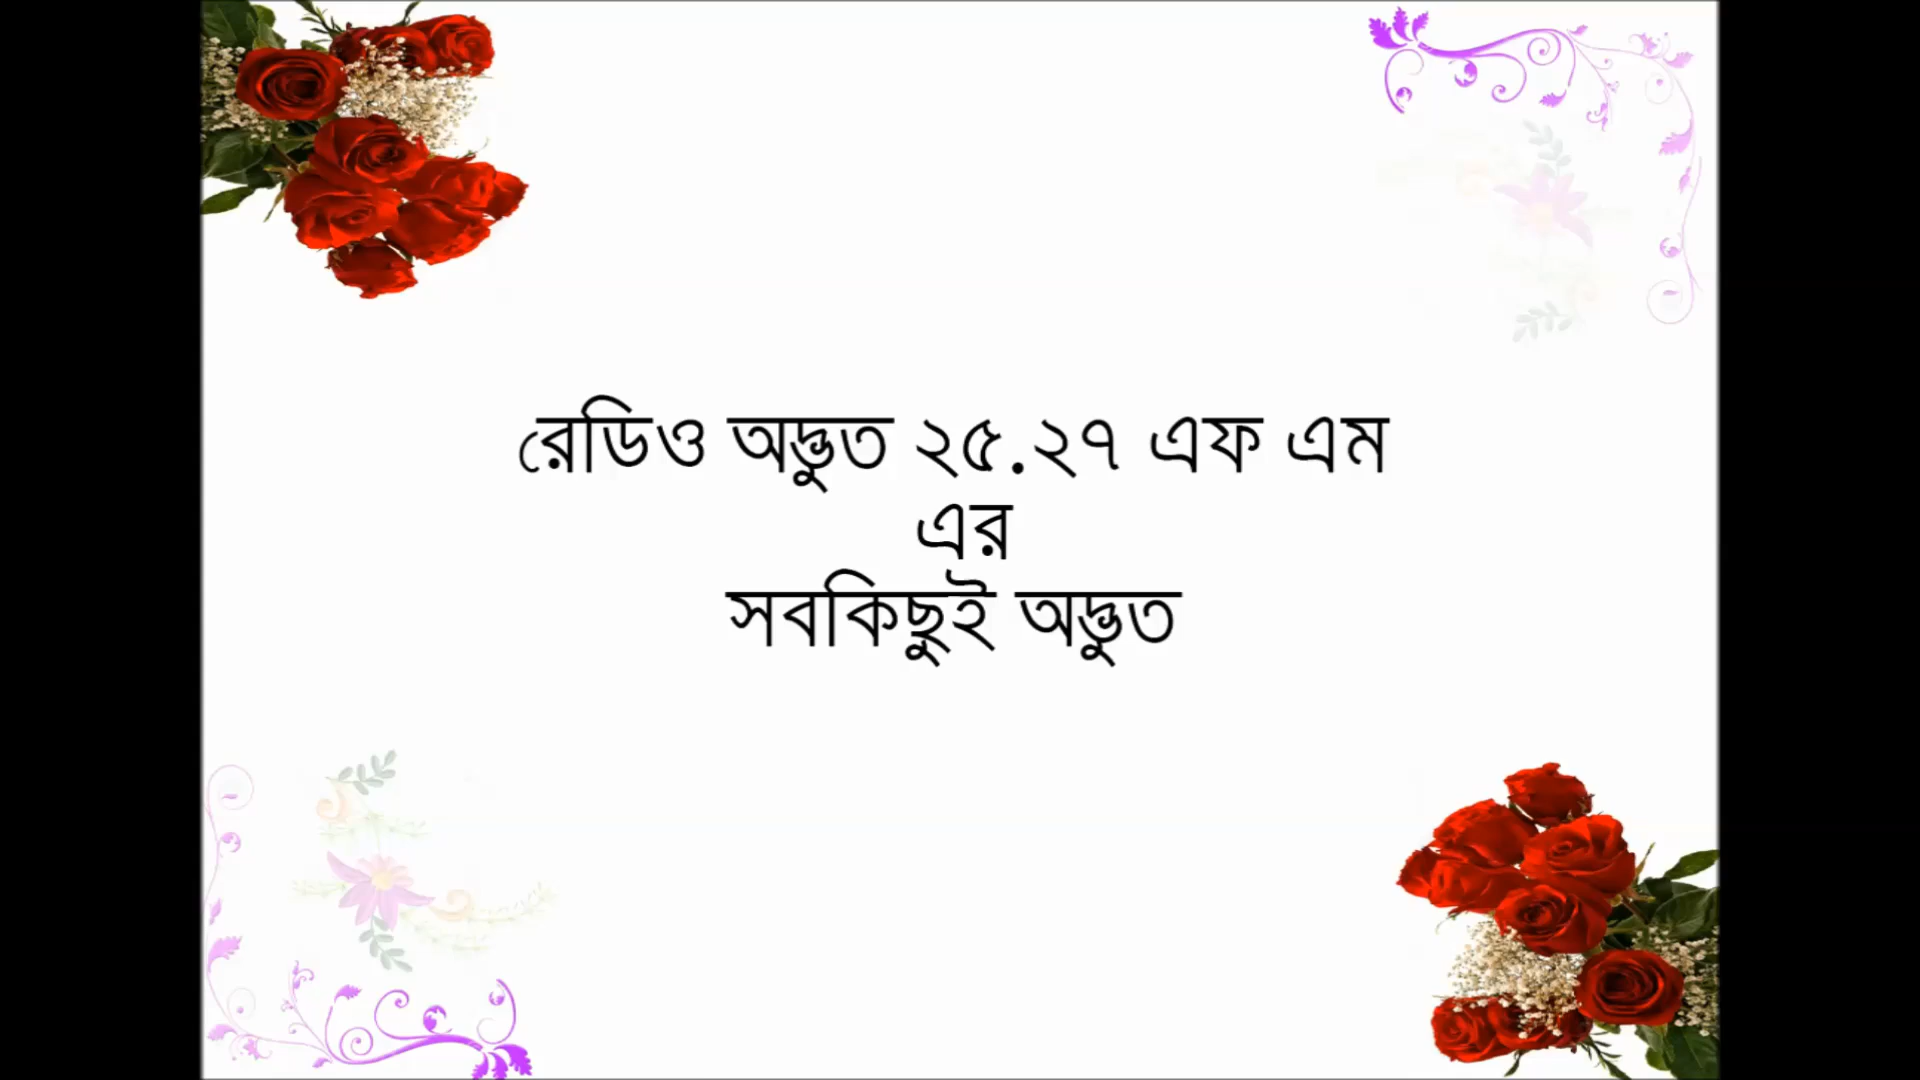 রেডিও অদ্ভুত ২৫.২৭ এফ এম
এর
সবকিছুই অদ্ভুত